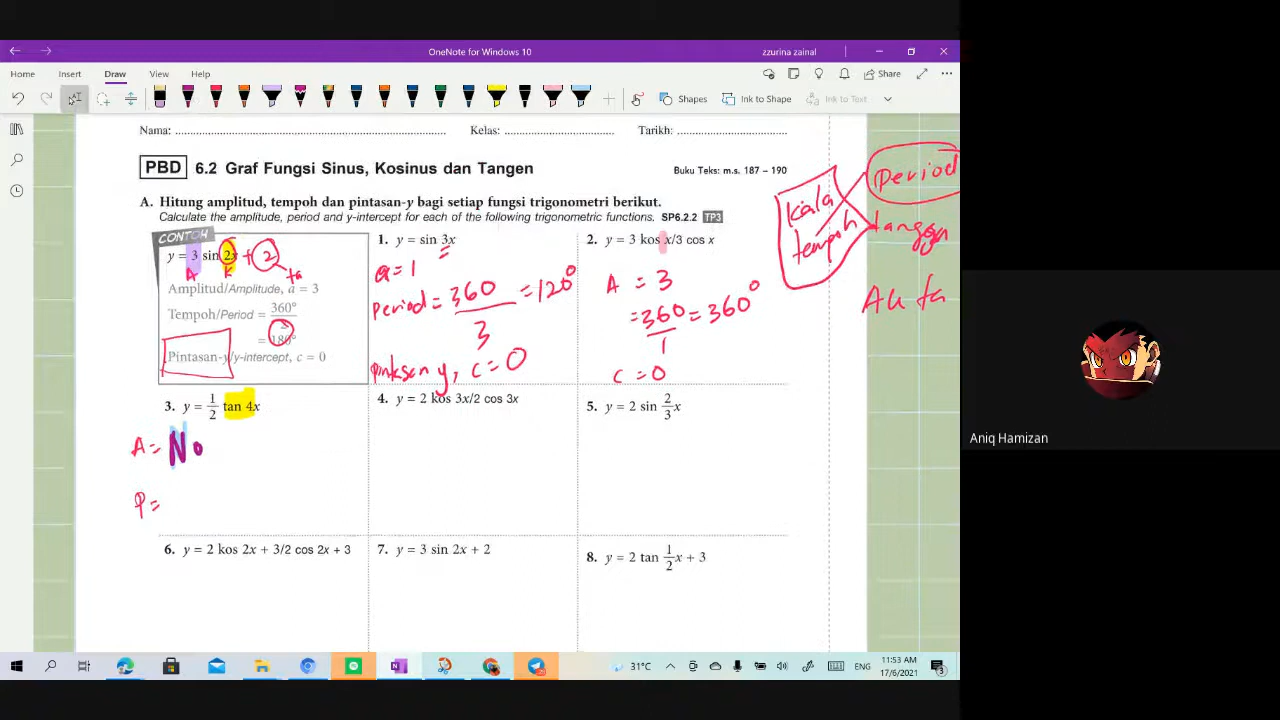 OneNote for Windows 10
zzurina zainal
Home Insert Draw View Help
Share
Shapes Ink to Shape Ink to Text
Nama: Kelas: Tarikh:
PBD 6.2 Graf Fungsi Sinus, Kosinus dan Tangen
Buku Teks: m.s. 187 – 190
A. Hitung amplitud, tempoh dan pintasan-y bagi setiap fungsi trigonometri berikut.
Calculate the amplitude, period and y-intercept for each of the following trigonometric functions. SP6.2.2 TP3
kala
tempoh
Period
tangga
CONTOH
y = 3 sin 2x + 2
A K
Amplitud/Amplitude, a = 3
Tempoh/Period = 360°
= 180°
Pintasan-y/y-intercept, c = 0
1. y = sin 3x
a = 1
Period = 360/3 = 120°
c = 0
2. y = 3 kos x/3 cos x
A = 3
= 360/1 = 360°
c = 0
3. y = 1/2 tan 4x
A = No
P =
4. y = 2 kos 3x/2 cos 3x
5. y = 2 sin 2/3 x
6. y = 2 kos 2x + 3/2 cos 2x + 3
7. y = 3 sin 2x + 2
8. y = 2 tan 1/2 x + 3
Aniq Hamizan
31°C
ENG
11:53 AM
17/6/2021
3